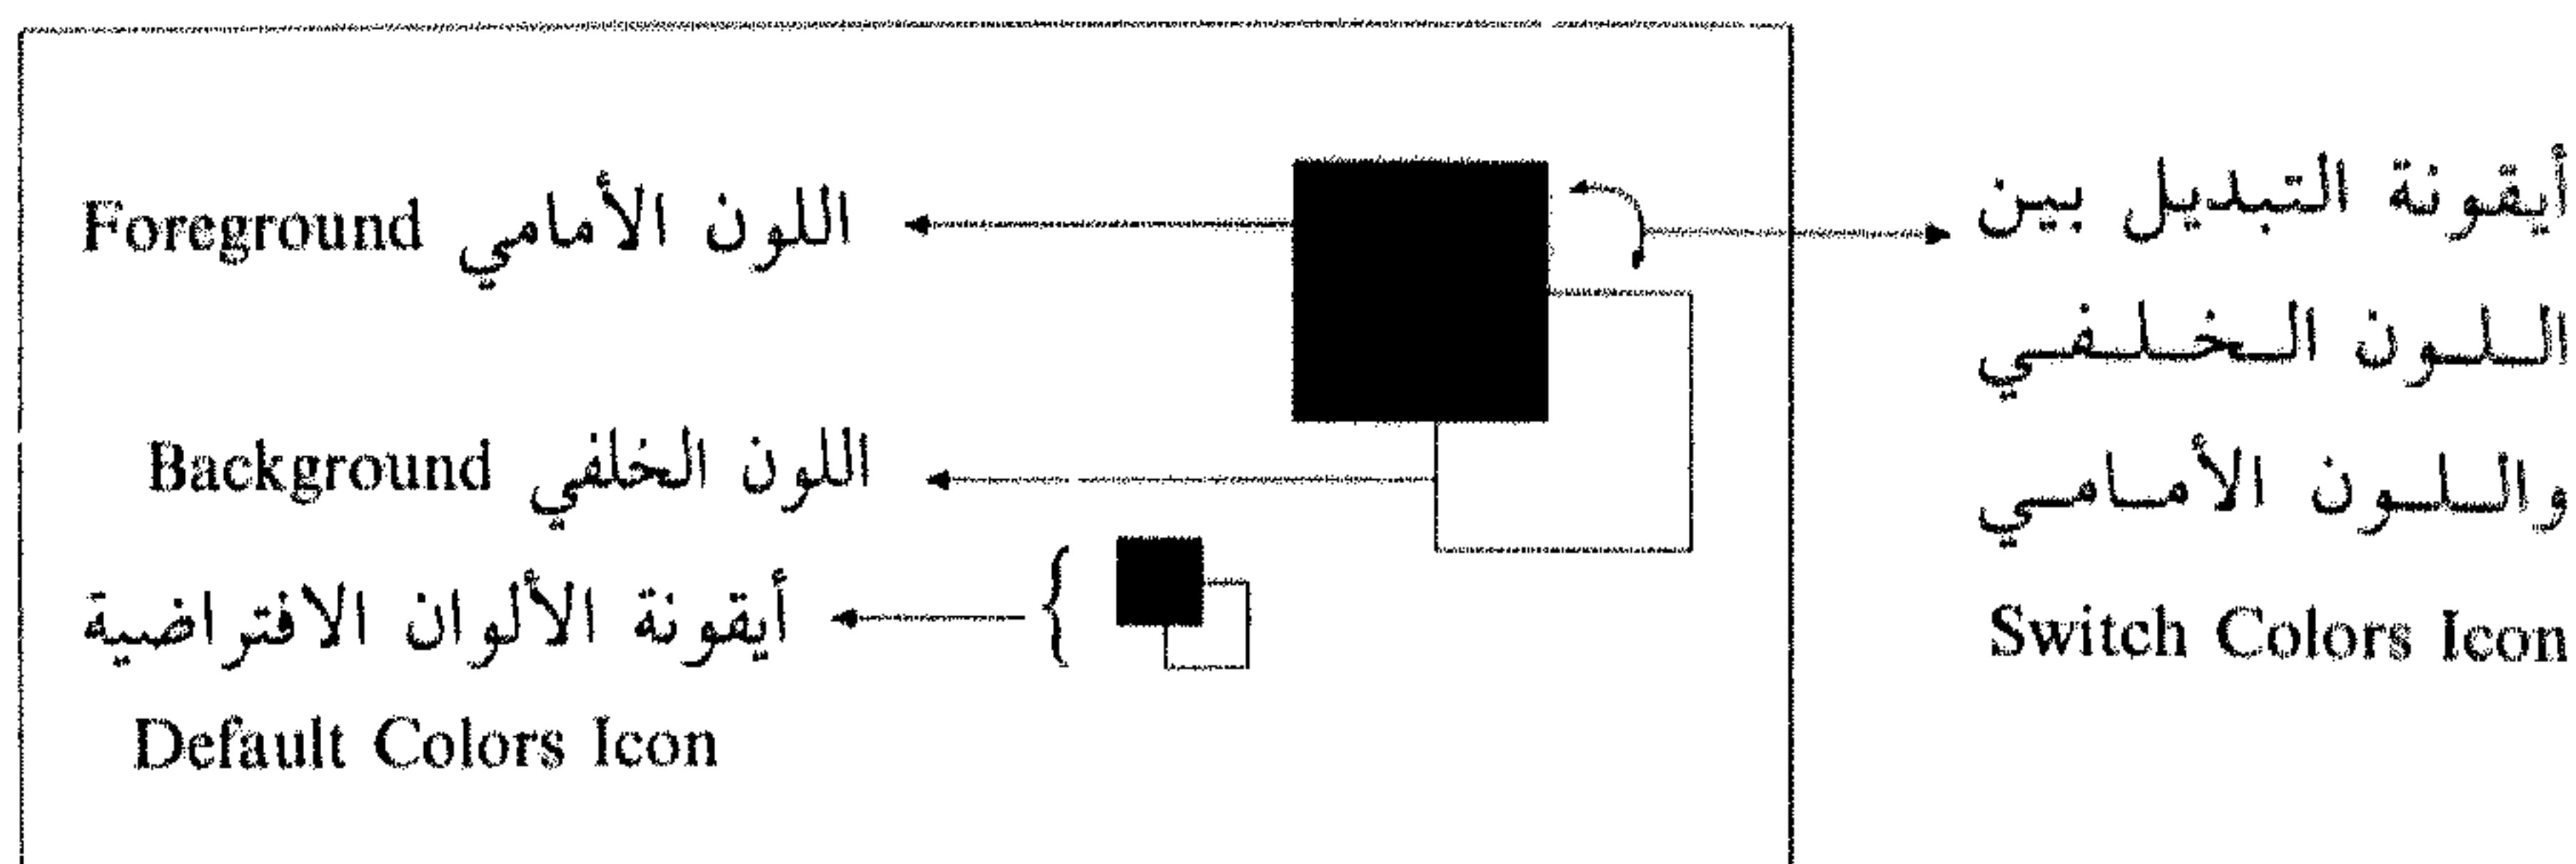 أيقونة التبديل بين
اللون الخلفي
واللون الأمامي
Switch Colors Icon
اللون الأمامي Foreground
اللون الخلفي Background
أيقونة الألوان الافتراضية
Default Colors Icon